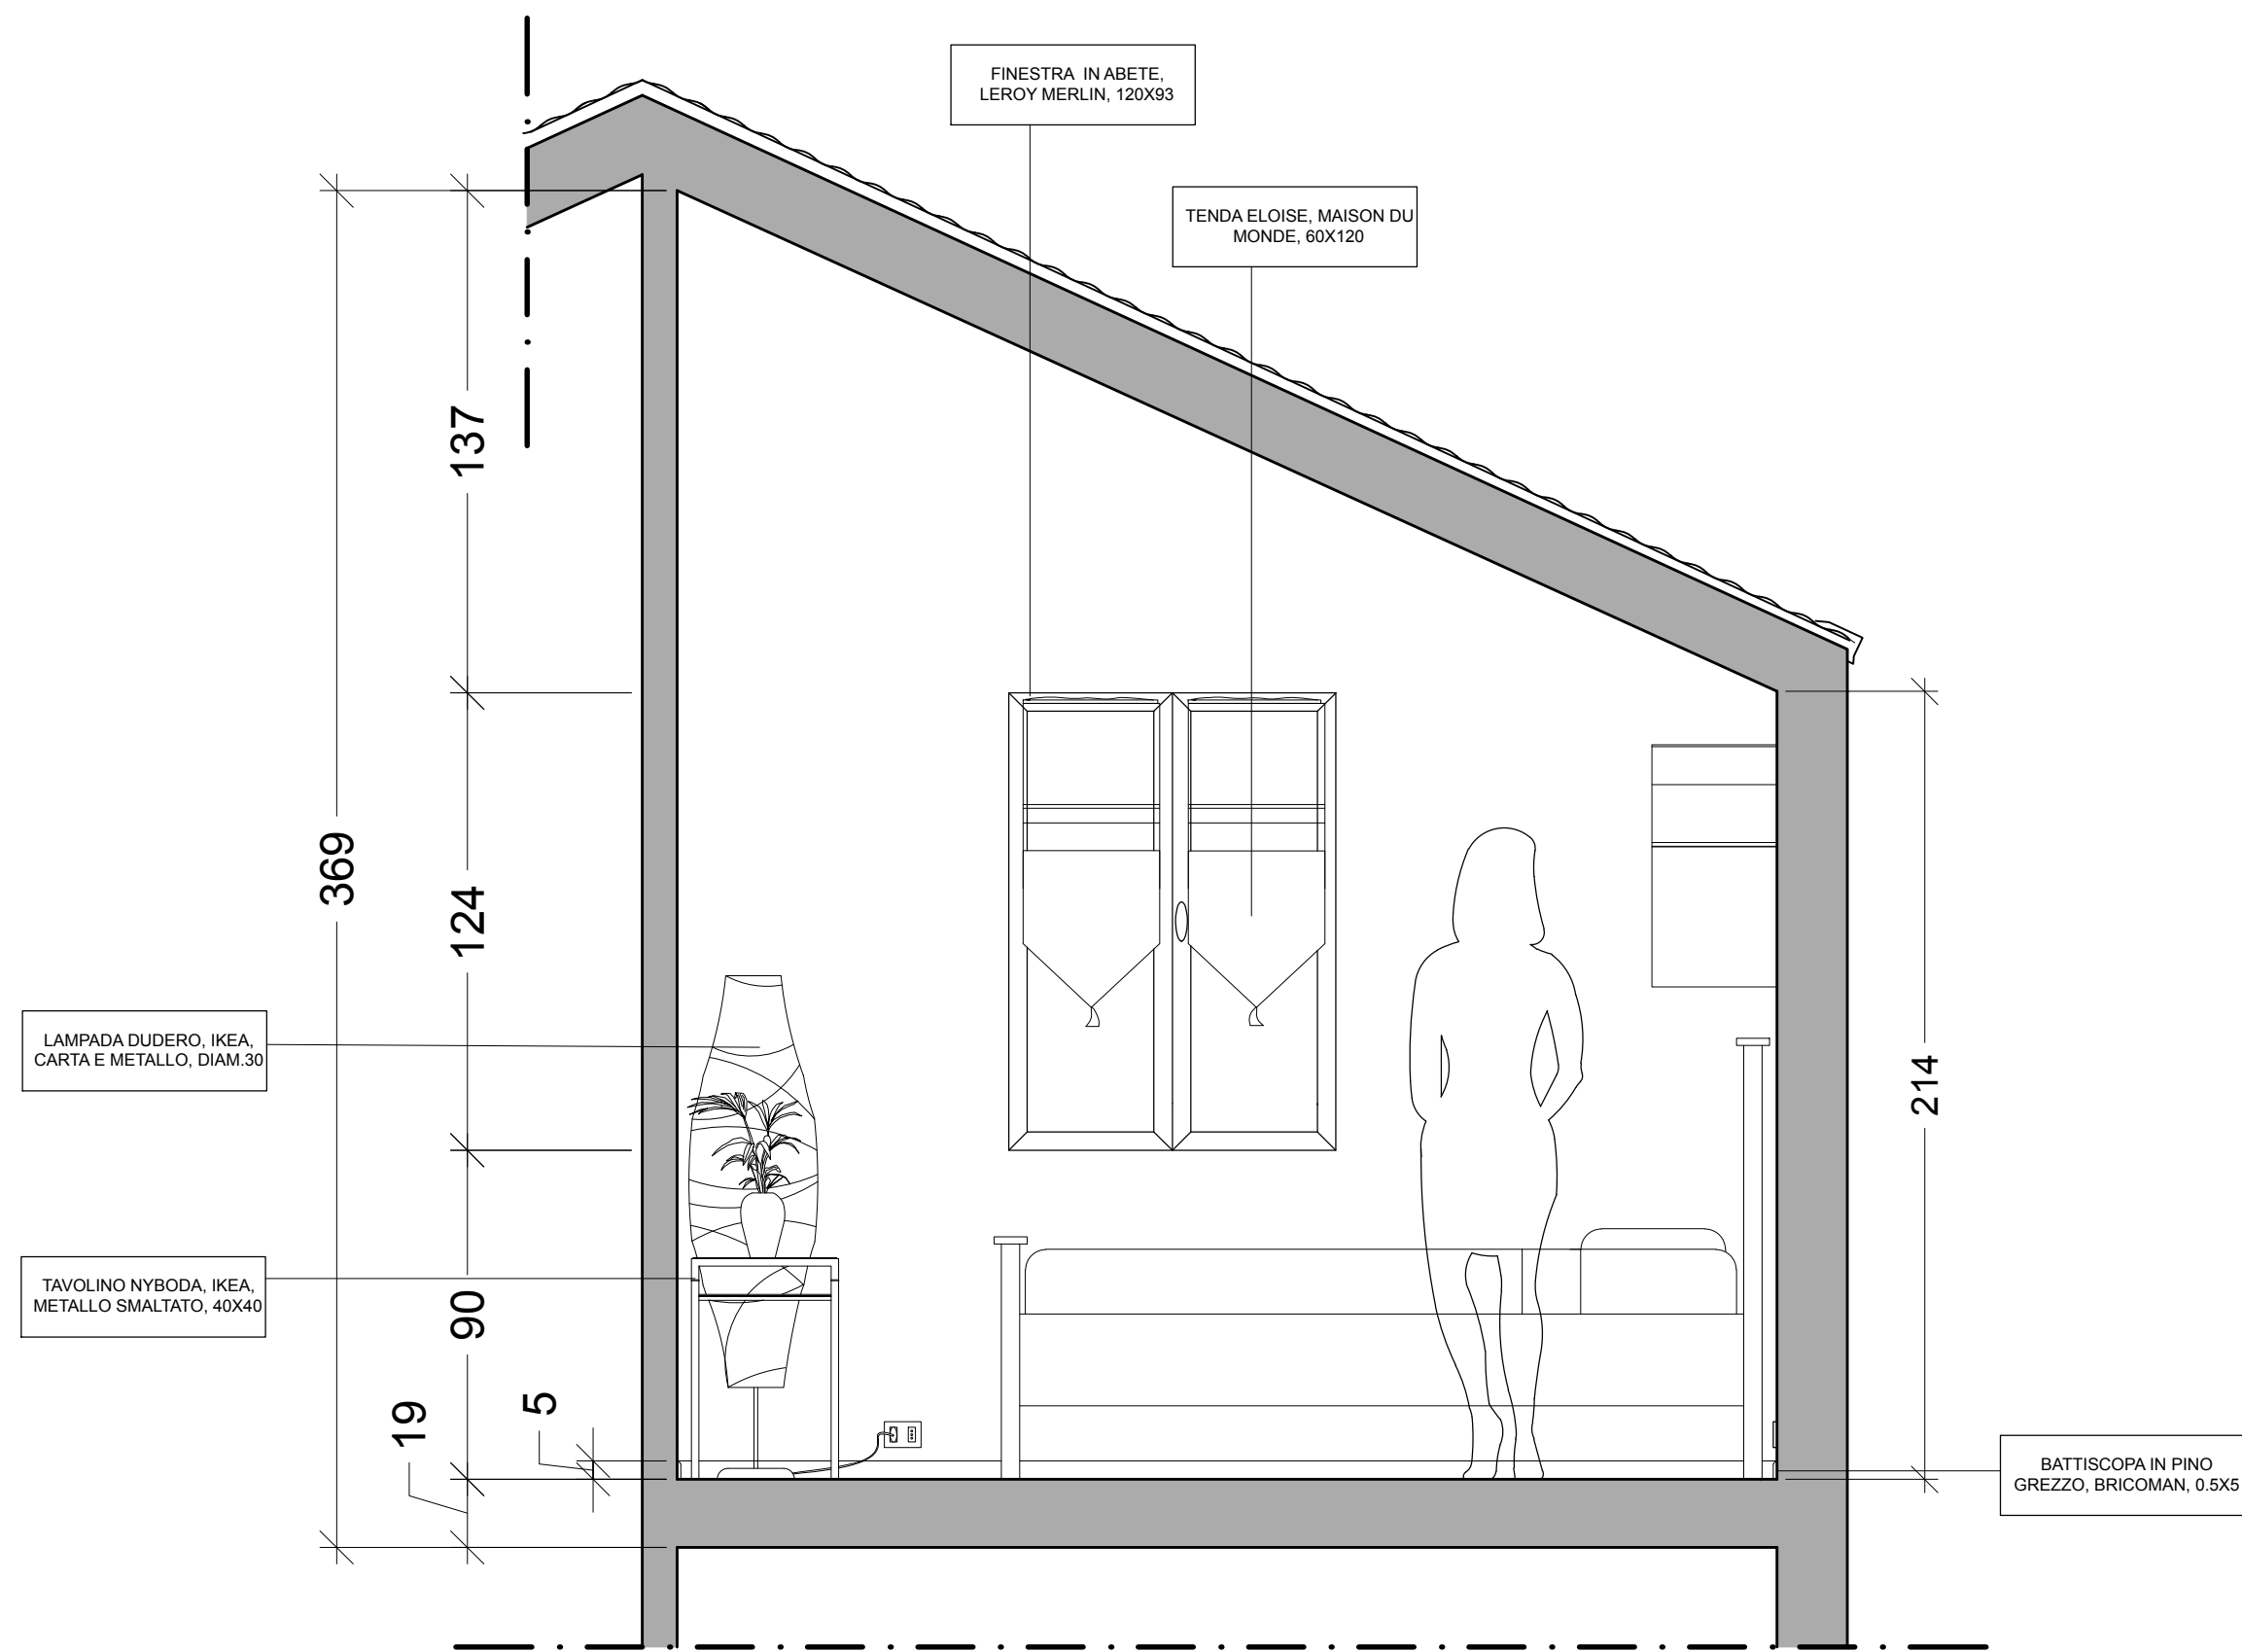 FINESTRA IN ABETE,
LEROY MERLIN, 120X93
TENDA ELOISE, MAISON DU
MONDE, 60X120
137
369
124
LAMPADA DUDERO, IKEA,
CARTA E METALLO, DIAM.30
214
TAVOLINO NYBODA, IKEA,
METALLO SMALTATO, 40X40
90
19
5
BATTISCOPA IN PINO
GREZZO, BRICOMAN, 0.5X5